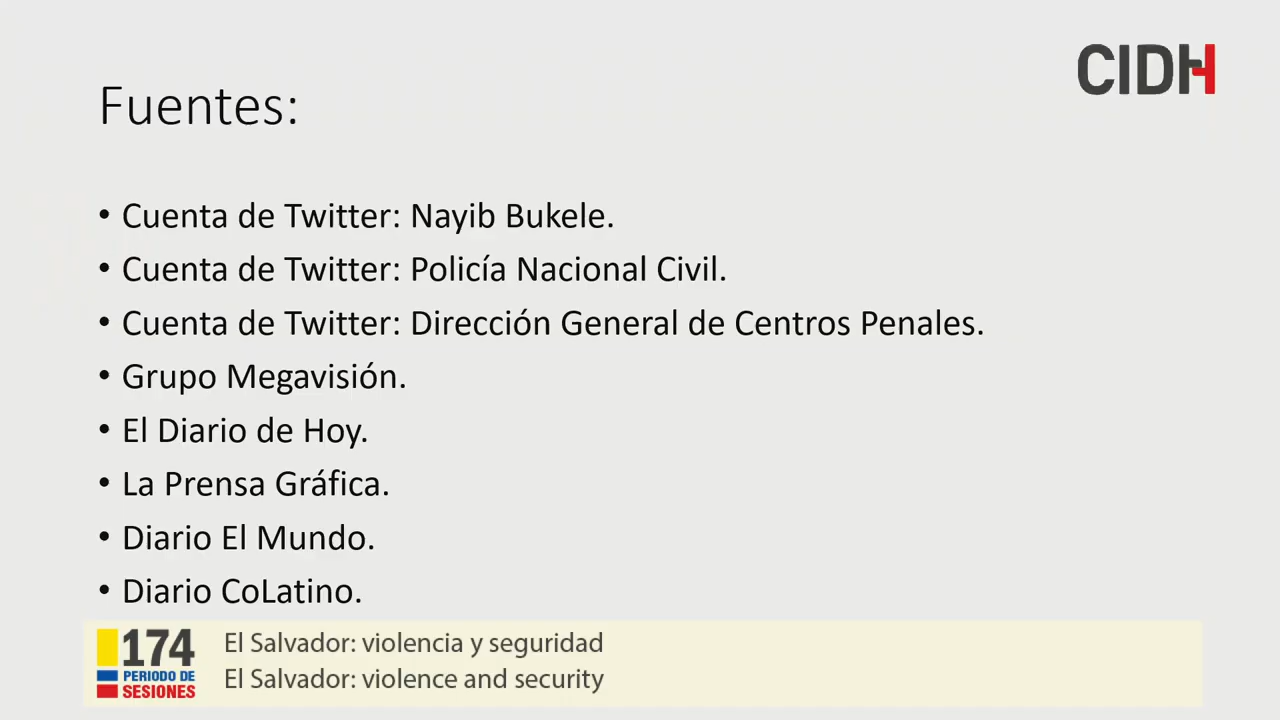 CIDH
Fuentes:
• Cuenta de Twitter: Nayib Bukele.
• Cuenta de Twitter: Policía Nacional Civil.
• Cuenta de Twitter: Dirección General de Centros Penales.
• Grupo Megavisión.
• El Diario de Hoy.
• La Prensa Gráfica.
• Diario El Mundo.
• Diario CoLatino.
174
PERIODO DE
SESIONES
El Salvador: violencia y seguridad
El Salvador: violence and security